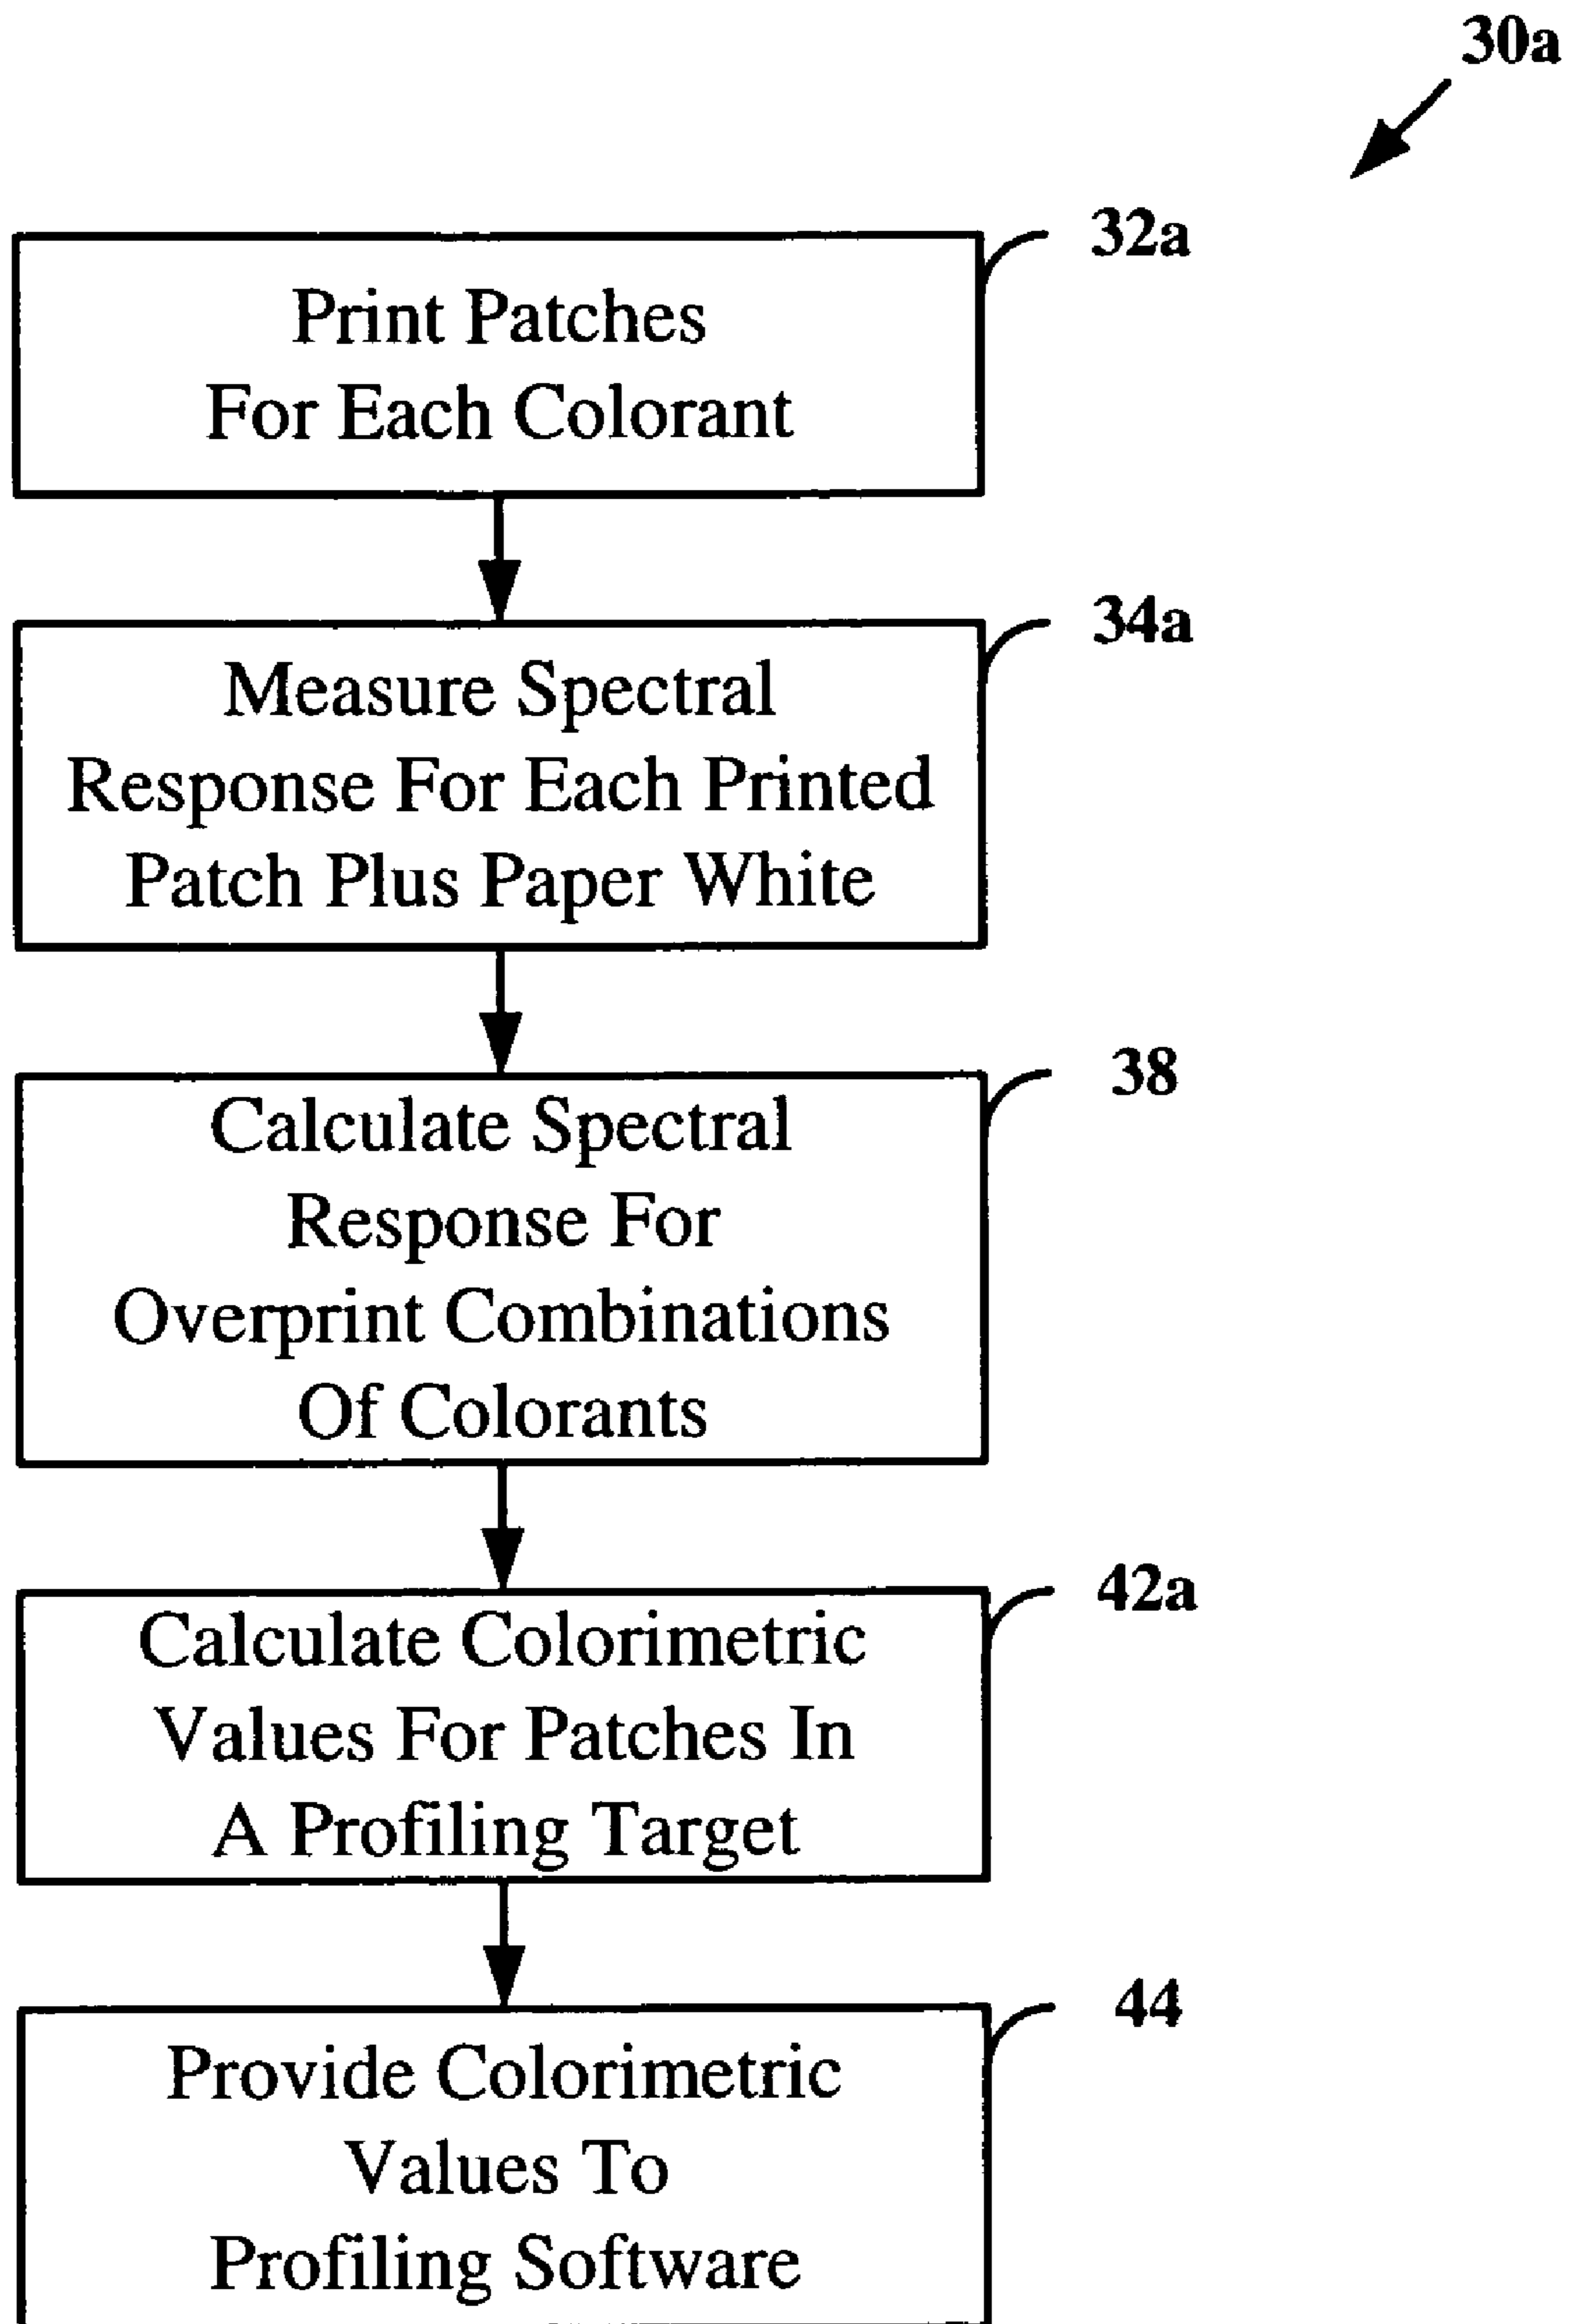 30a
32a
Print Patches
For Each Colorant
34a
Measure Spectral
Response For Each Printed
Patch Plus Paper White
38
Calculate Spectral
Response For
Overprint Combinations
Of Colorants
42a
Calculate Colorimetric
Values For Patches In
A Profiling Target
44
Provide Colorimetric
Values To
Profiling Software